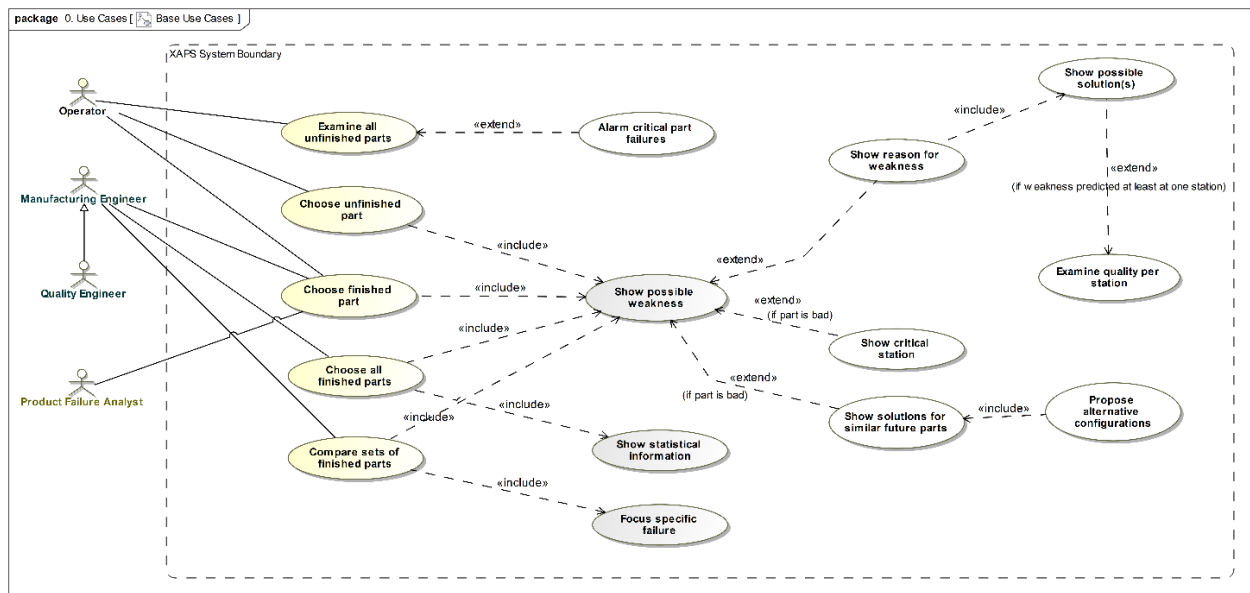 package 0. Use Cases [ Base Use Cases ]
XAPS System Boundary
Operator
Manufacturing Engineer
Quality Engineer
Product Failure Analyst
Examine all
unfinished parts
«extend»
Alarm critical part
failures
Choose unfinished
part
«include»
Choose finished
part
«include»
Choose all
finished parts
«include»
«include»
Compare sets of
finished parts
«include»
«include»
Show possible
weakness
Show statistical
information
Focus specific
failure
Show possible
solution(s)
«include»
Show reason for
weakness
«extend»
(if weakness predicted at least at one station)
«extend»
Examine quality per
station
«extend»
(if part is bad)
Show critical
station
«extend»
(if part is bad)
Show solutions for
similar future parts
«include»
Propose
alternative
configurations